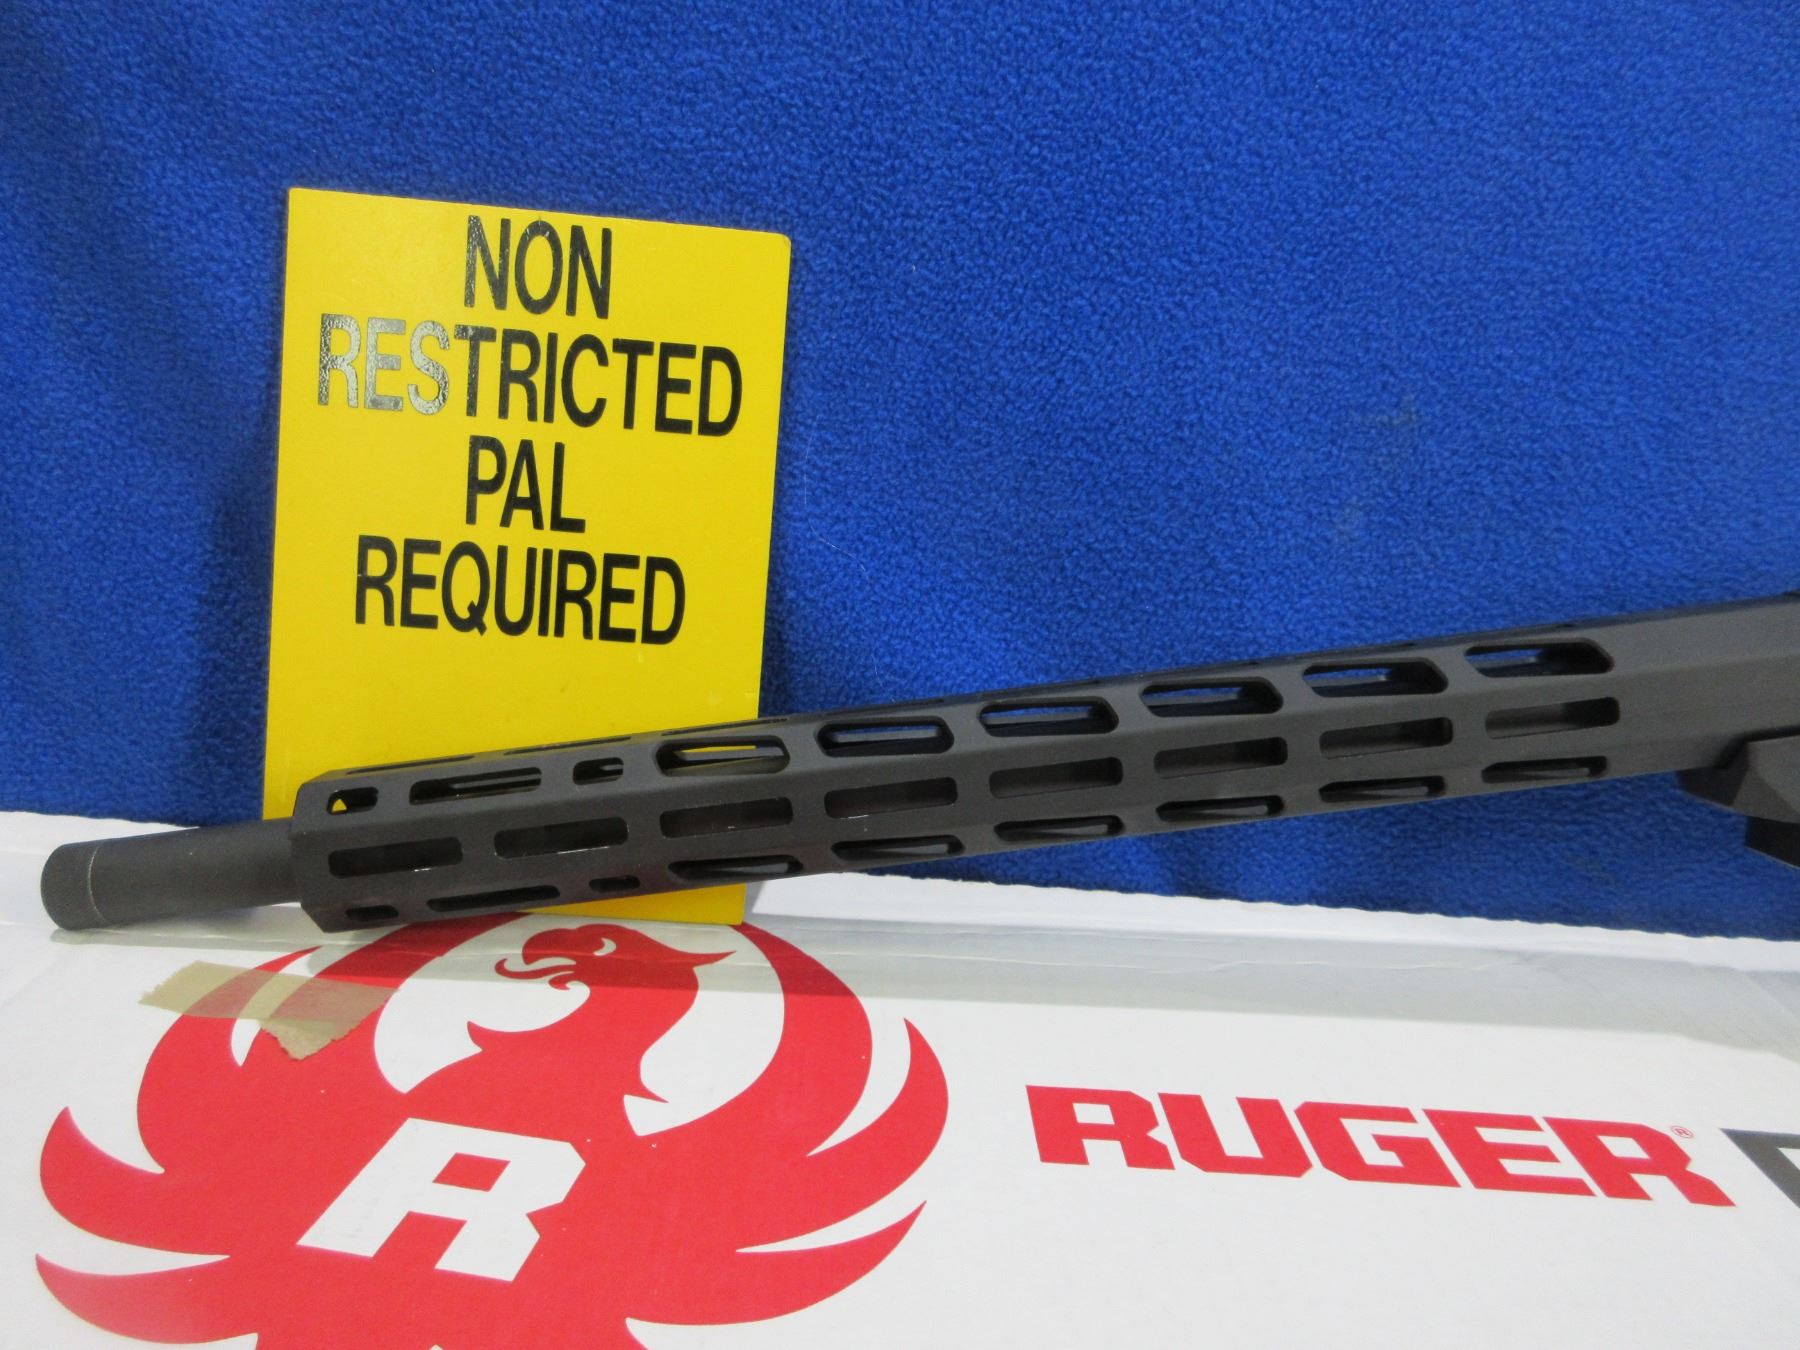 NON
RESTRICTED
PAL
REQUIRED
R
RUGER®